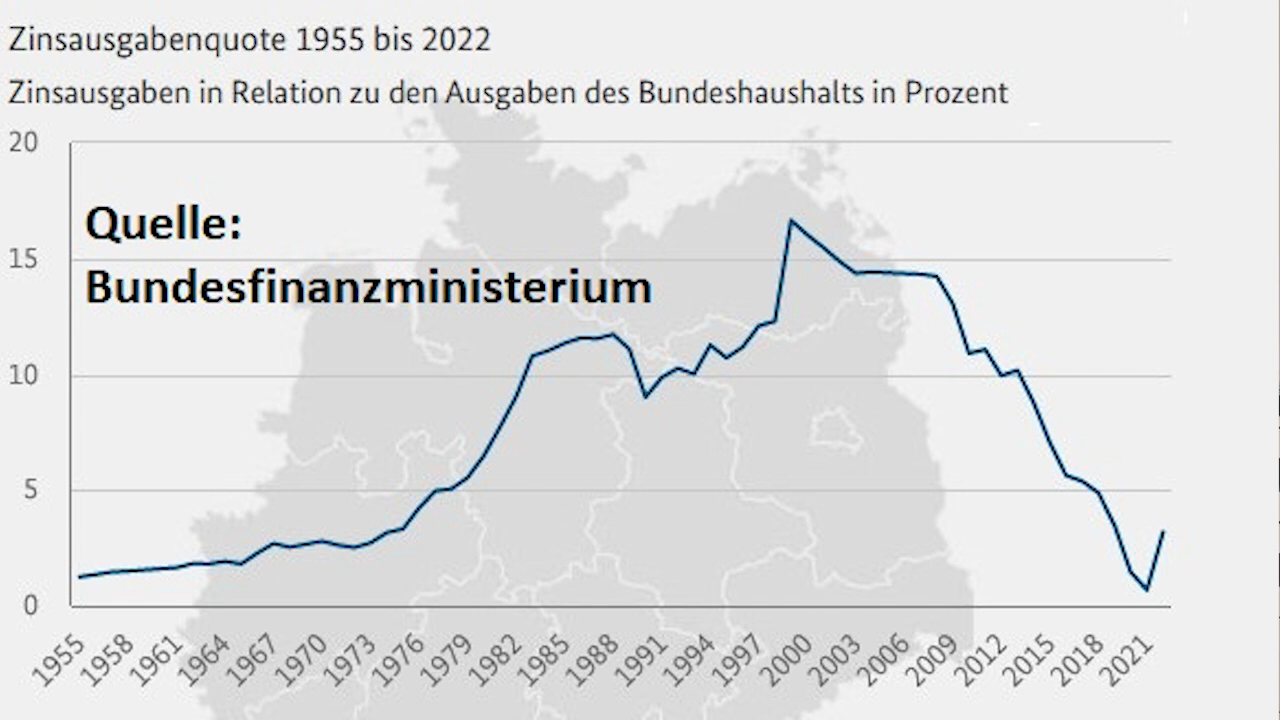 Zinsausgabenquote 1955 bis 2022
Zinsausgaben in Relation zu den Ausgaben des Bundeshaushalts in Prozent
20
Quelle:
15
Bundesfinanzministerium
10
5
0
1955 1958 1961 1964 1967 1970 1973 1976 1979 1982 1985 1988 1991 1994 1997 2000 2003 2006 2009 2012 2015 2018 2021